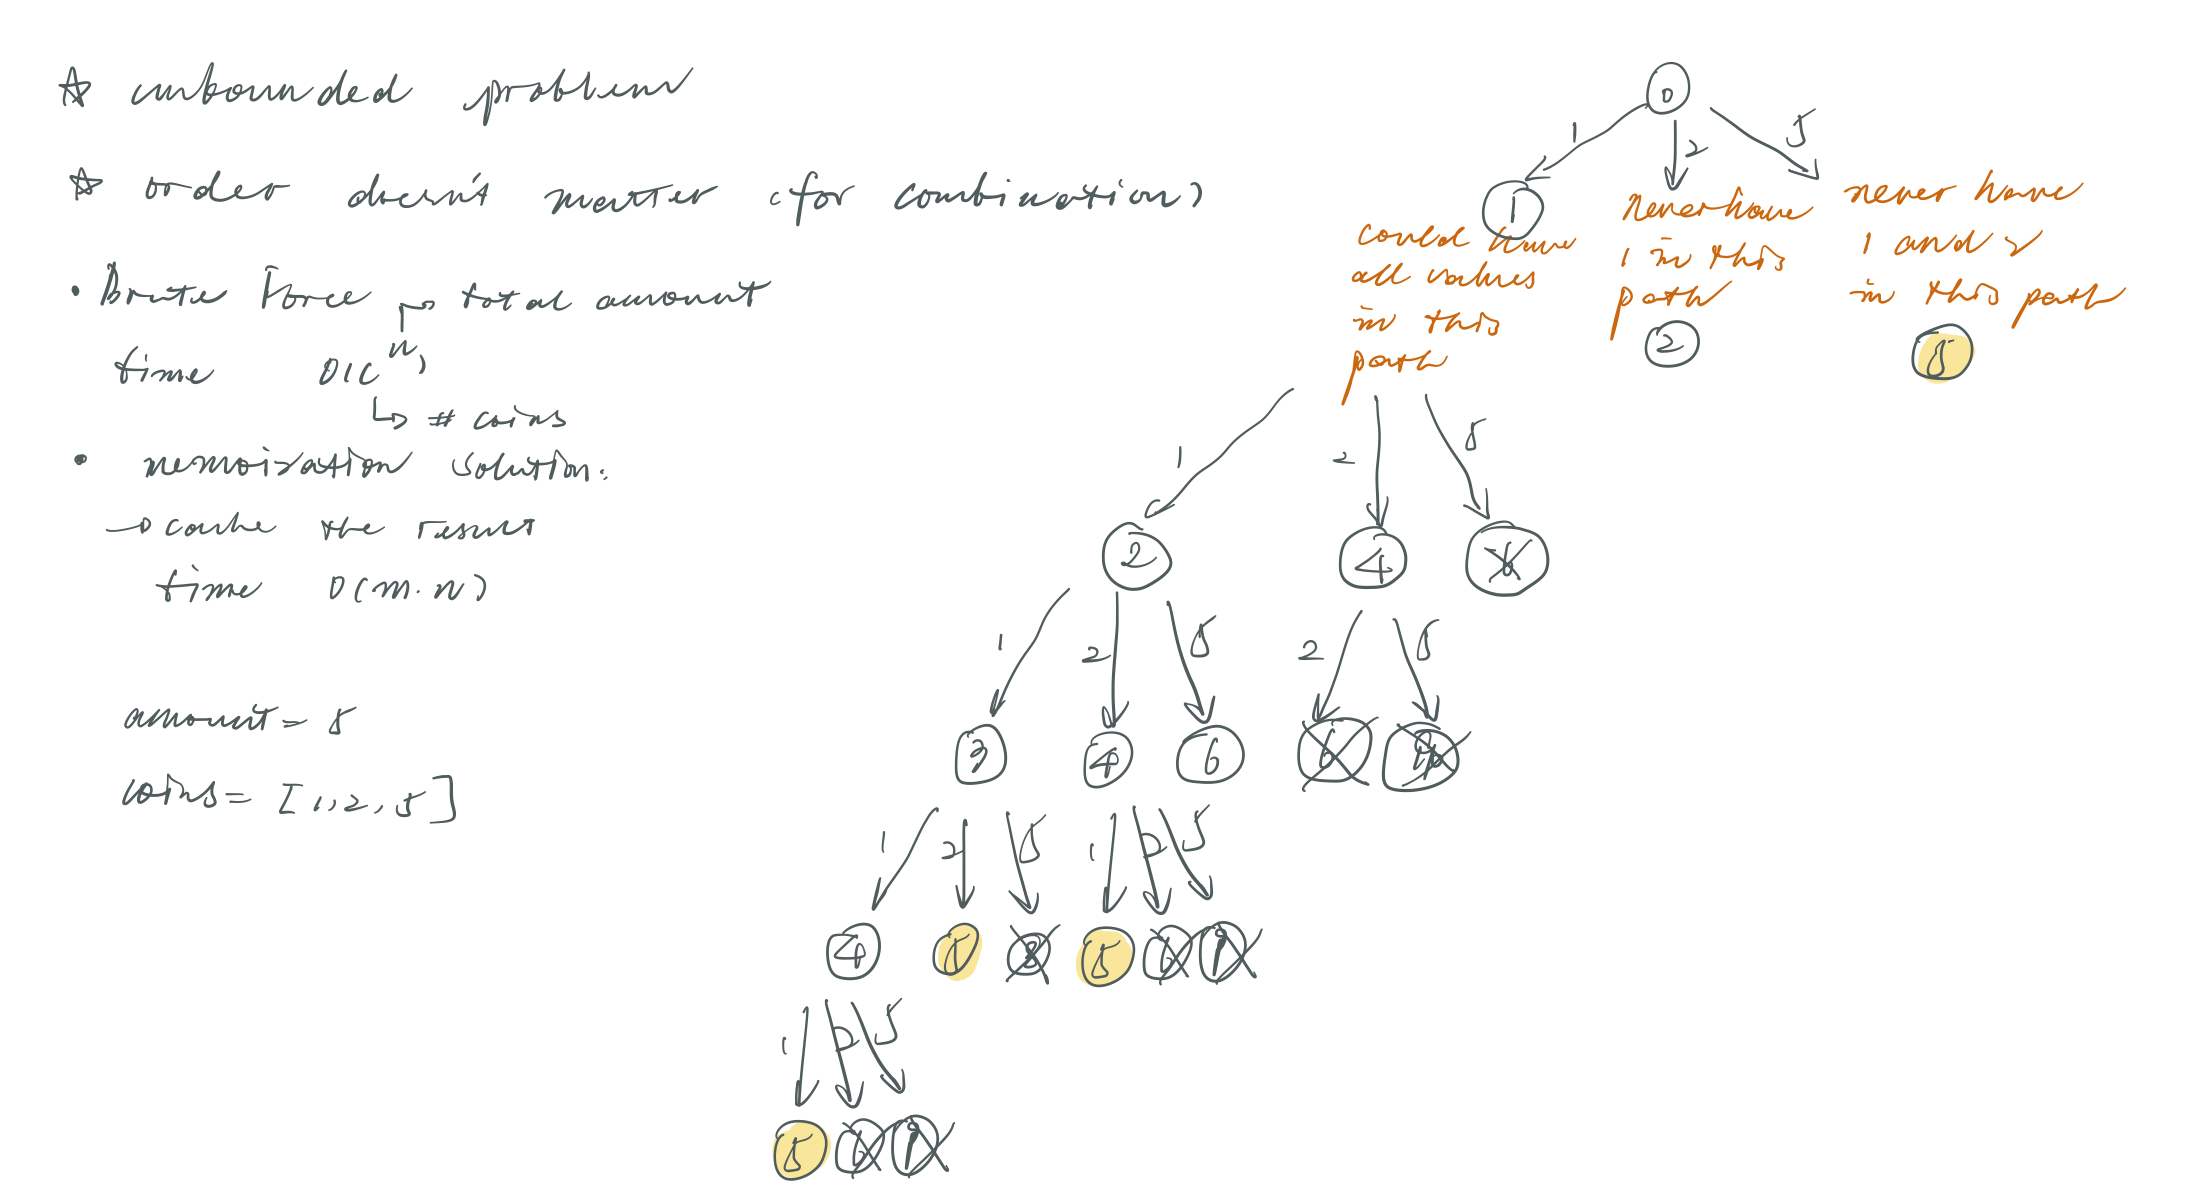 ☆ unbounded problem
☆ order doesn't matter (for combination)
• Brute Force
→ total amount
time O(C^n)
↳ # coins
• memoization solution:
→ cache the result
time O(m·n)
amount = 5
coins = [1, 2, 5]
0
1 2 5
1
could have
all values
in this
path
never have
1 in this
path
2
never have
1 and 2
in this path
5
1 2 5
2 4 6
1 2 5 2 5
3 4 6 6
1 2 5 1 2 5
4 5 8 5 6 9
1 2 5
5 6 9